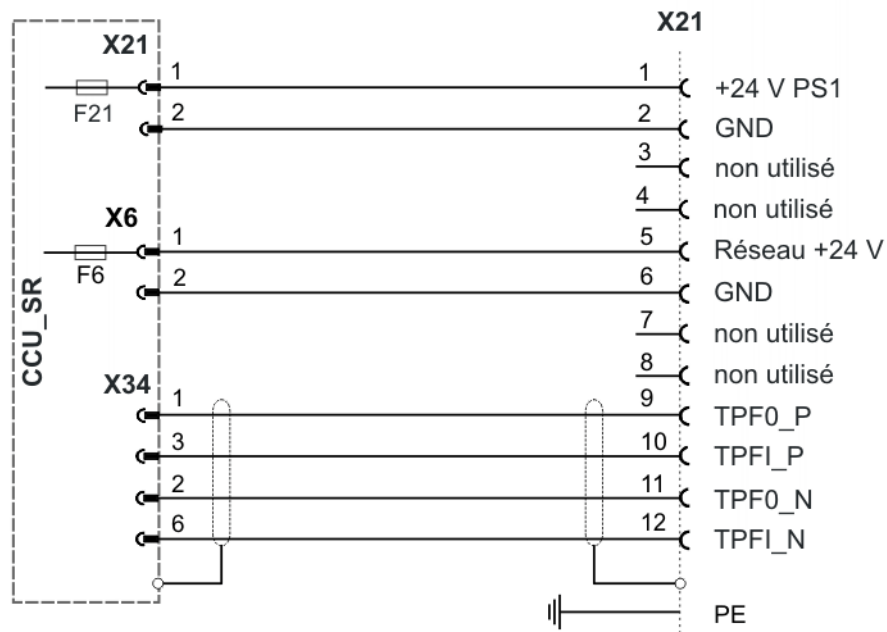 X21
X21
1
1
+24 V PS1
F21
2
2
GND
3
non utilisé
4
non utilisé
X6
1
5
Réseau +24 V
F6
2
6
GND
7
non utilisé
8
non utilisé
CCU_SR
X34
1
9
TPF0_P
3
10
TPFI_P
2
11
TPF0_N
6
12
TPFI_N
PE